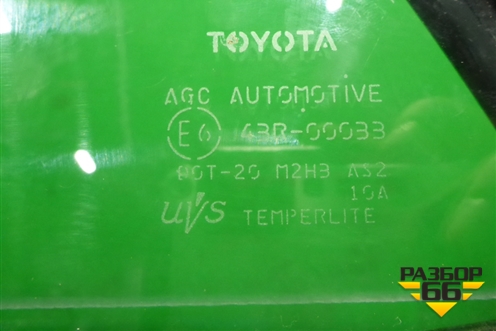 TOYOTA
AGC AUTOMOTIVE
E6 43R-00033
DOT-20 M2H3 AS2
10A
uvs TEMPERLITE
РАЗБОР
66